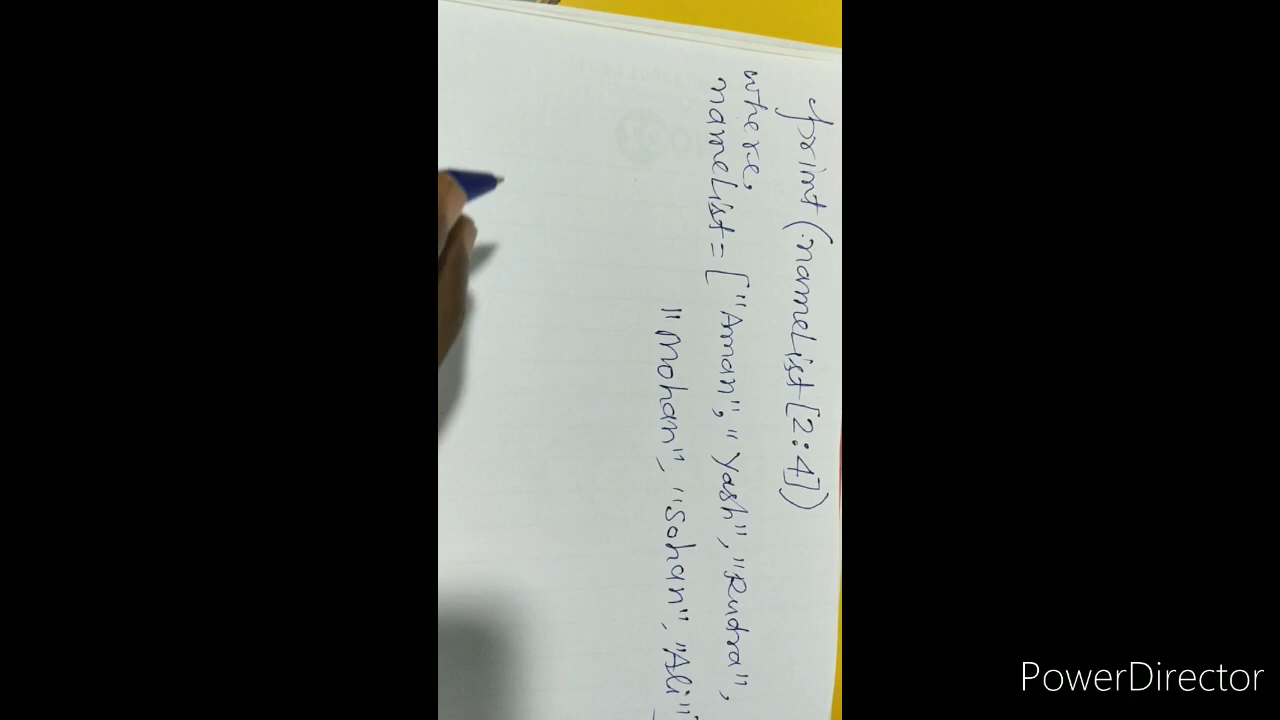 print(nameList[2:4])
where,
nameList = ["Aman", "Yash", "Rudra",
"Mohan", "Sohan", "Ali"
PowerDirector